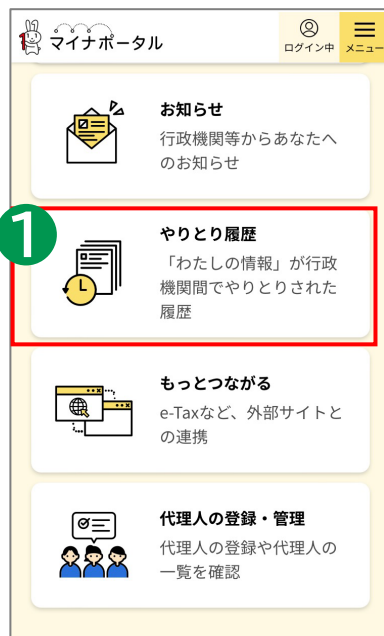 マイナポータル
ログイン中
メニュー
お知らせ
行政機関等からあなたへ
のお知らせ
1
やりとり履歴
「わたしの情報」が行政
機関間でやりとりされた
履歴
もっとつながる
e-Taxなど、外部サイトと
の連携
代理人の登録・管理
代理人の登録や代理人の
一覧を確認